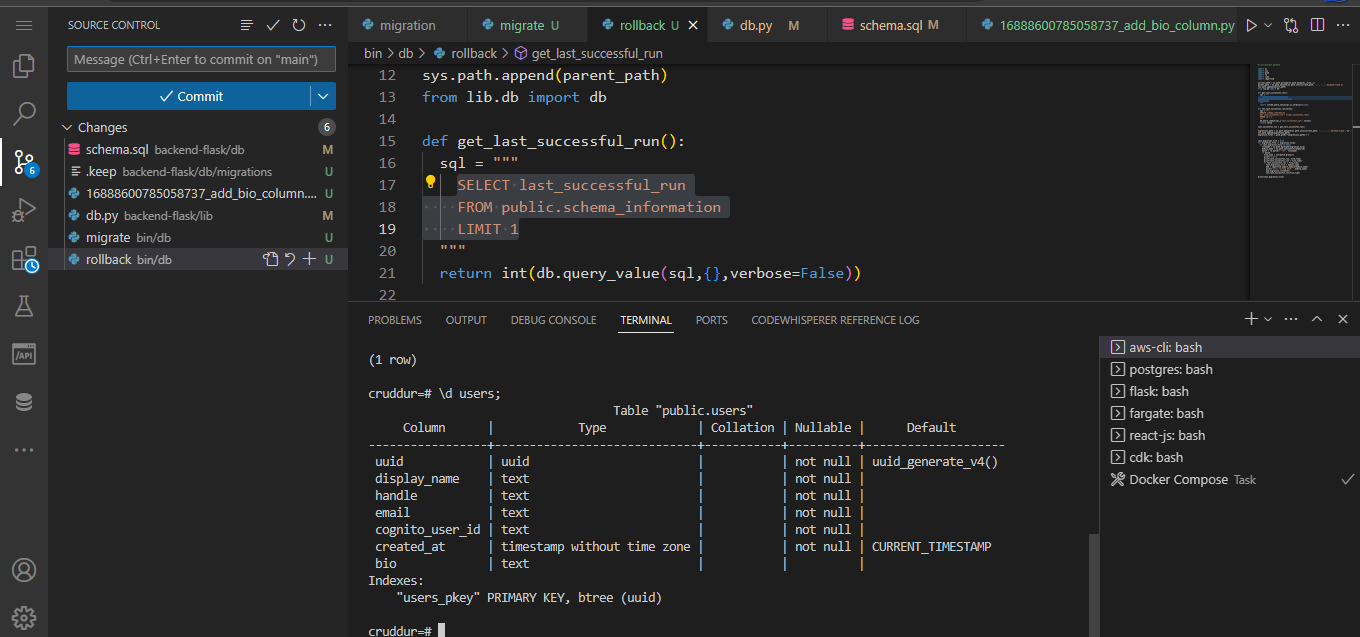 SOURCE CONTROL
Message (Ctrl+Enter to commit on "main")
Commit
Changes 6
schema.sql backend-flask/db M
.keep backend-flask/db/migrations U
16888600785058737_add_bio_column.... U
db.py backend-flask/lib M
migrate bin/db U
rollback bin/db U
6
/API
migration
migrate U
rollback U
db.py M
schema.sql M
16888600785058737_add_bio_column.py
bin > db > rollback > get_last_successful_run
12 sys.path.append(parent_path)
13 from lib.db import db
14
15 def get_last_successful_run():
16 sql = """
17 SELECT·last_successful_run
18 ····FROM·public.schema_information
19 ····LIMIT·1
20 """
21 return int(db.query_value(sql,{},verbose=False))
22
PROBLEMS OUTPUT DEBUG CONSOLE TERMINAL PORTS CODEWHISPERER REFERENCE LOG
(1 row)
cruddur=# \d users;
Table "public.users"
Column | Type | Collation | Nullable | Default
-----------------+-----------------------------+-----------+----------+--------------------
uuid | uuid | | not null | uuid_generate_v4()
display_name | text | | not null |
handle | text | | not null |
email | text | | not null |
cognito_user_id | text | | not null |
created_at | timestamp without time zone | | not null | CURRENT_TIMESTAMP
bio | text | | |
Indexes:
"users_pkey" PRIMARY KEY, btree (uuid)
cruddur=#
aws-cli: bash
postgres: bash
flask: bash
fargate: bash
react-js: bash
cdk: bash
Docker Compose Task